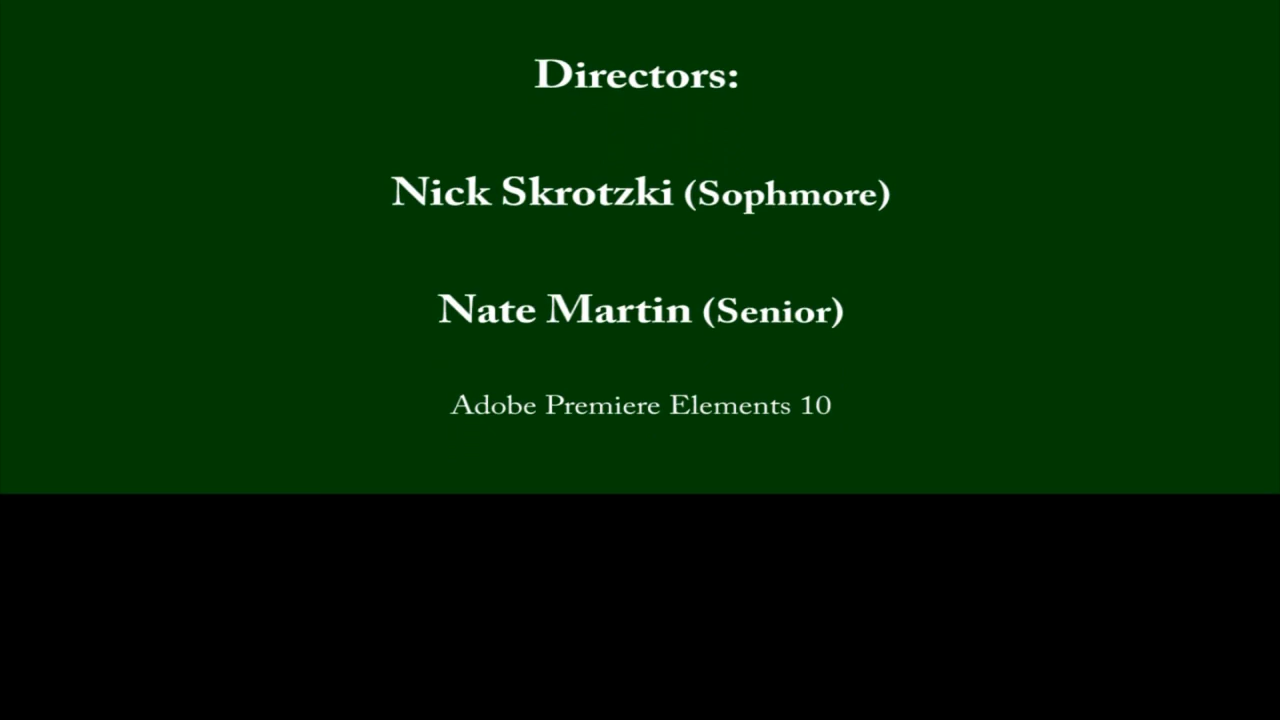 Directors:
Nick Skrotzki (Sophmore)
Nate Martin (Senior)
Adobe Premiere Elements 10